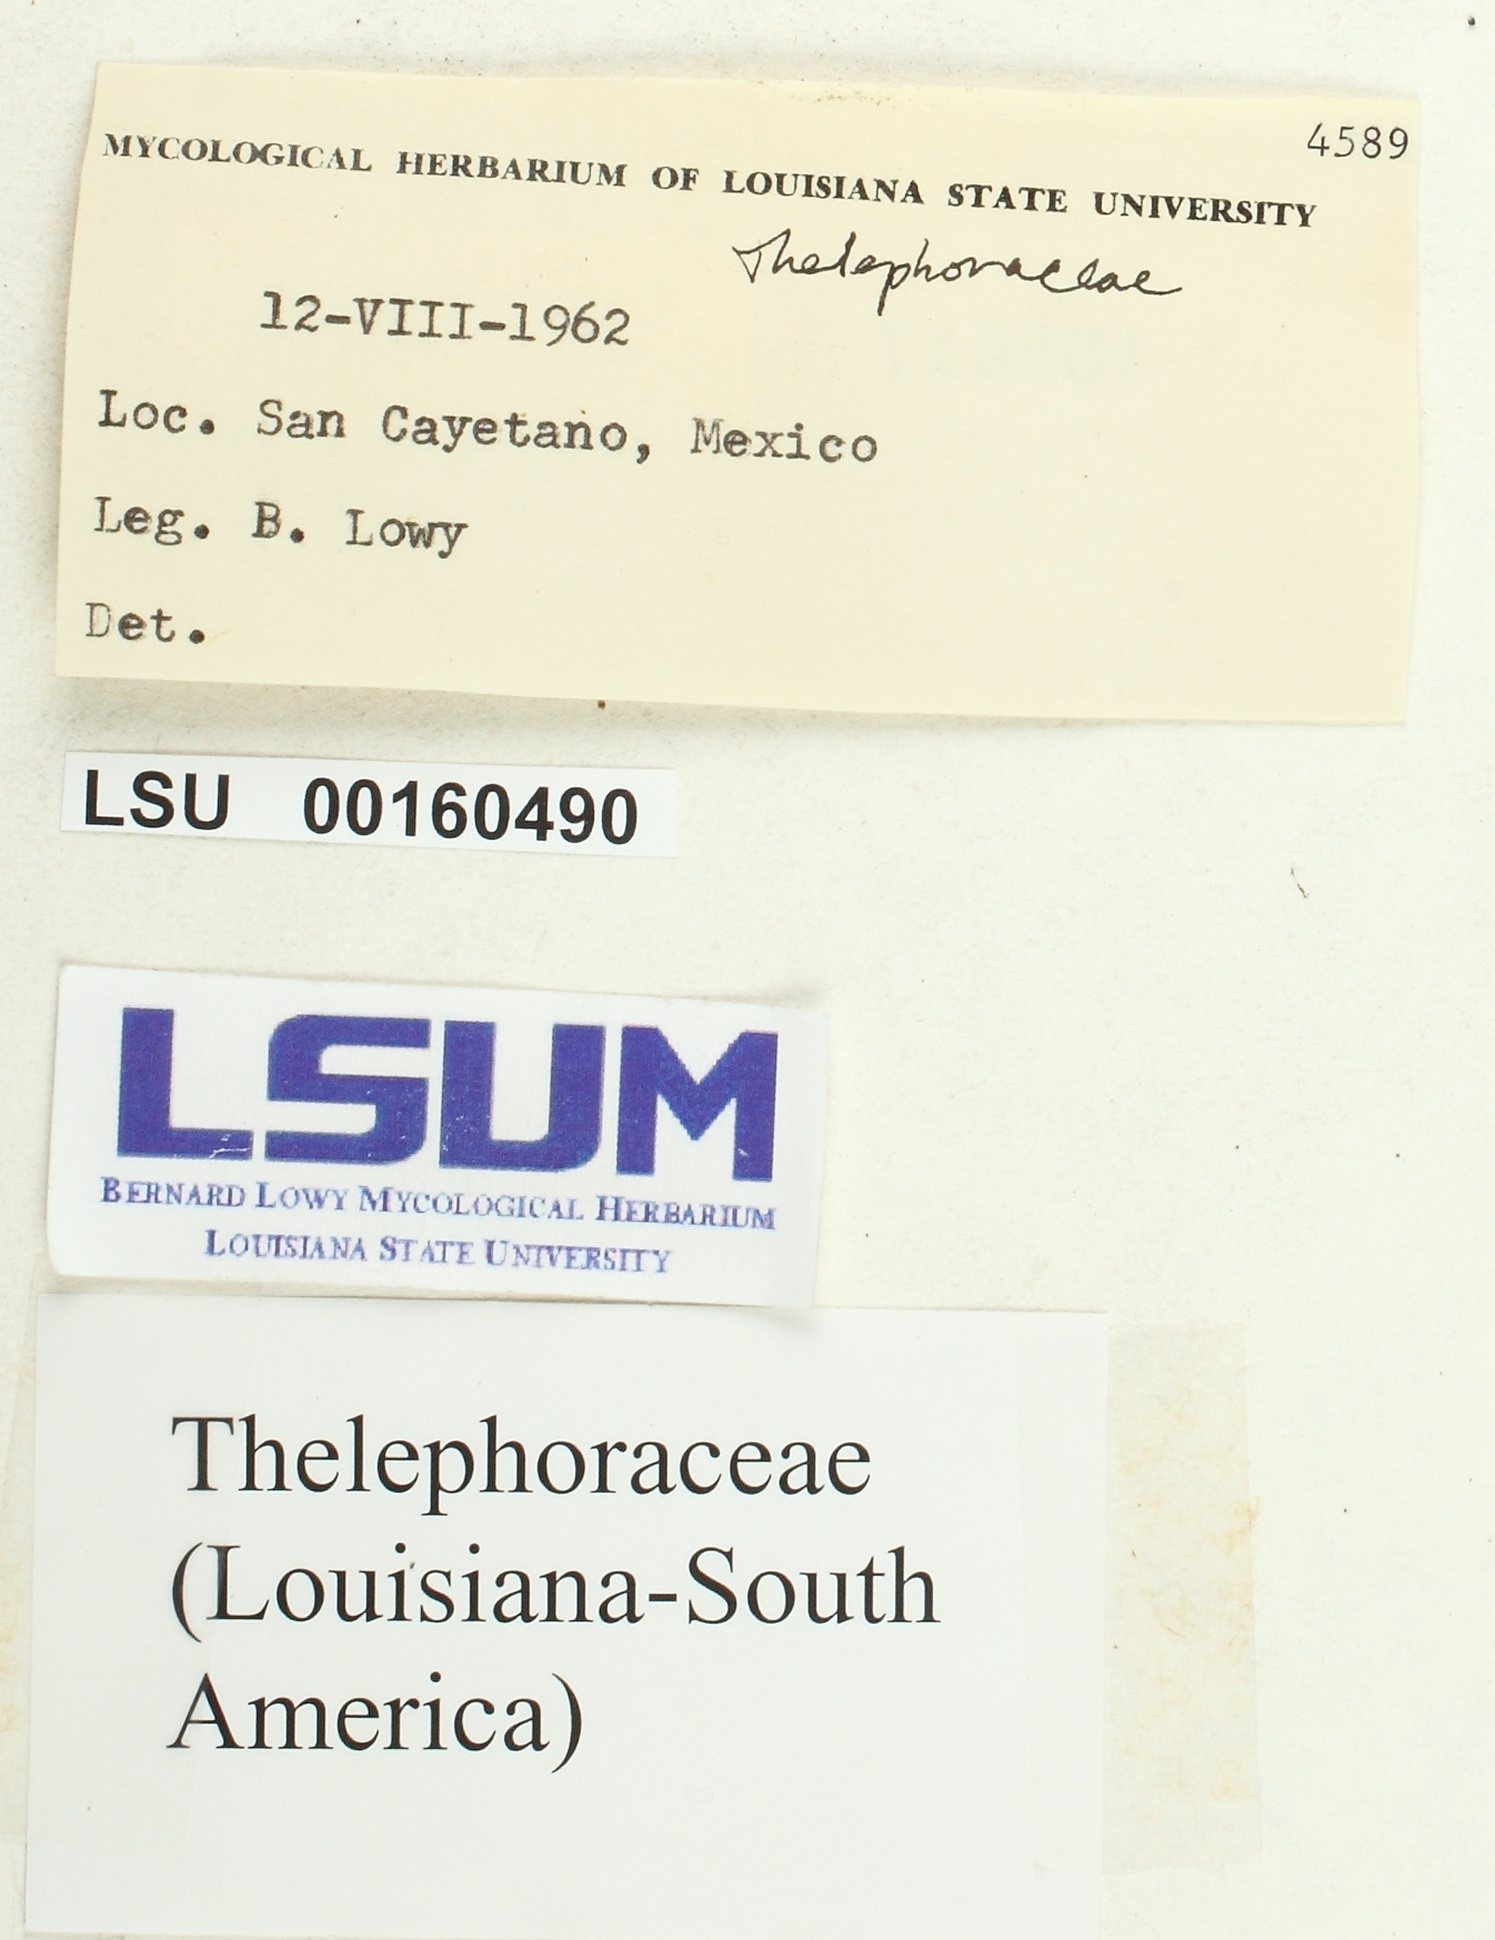 4589
MYCOLOGICAL HERBARIUM OF LOUISIANA STATE UNIVERSITY
Thelephoraceae
12-VIII-1962
Loc. San Cayetano, Mexico
Leg. B. Lowy
Det.
LSU 00160490
LSUM
BERNARD LOWY MYCOLOGICAL HERBARIUM
LOUISIANA STATE UNIVERSITY
Thelephoraceae
(Louisiana-South
America)